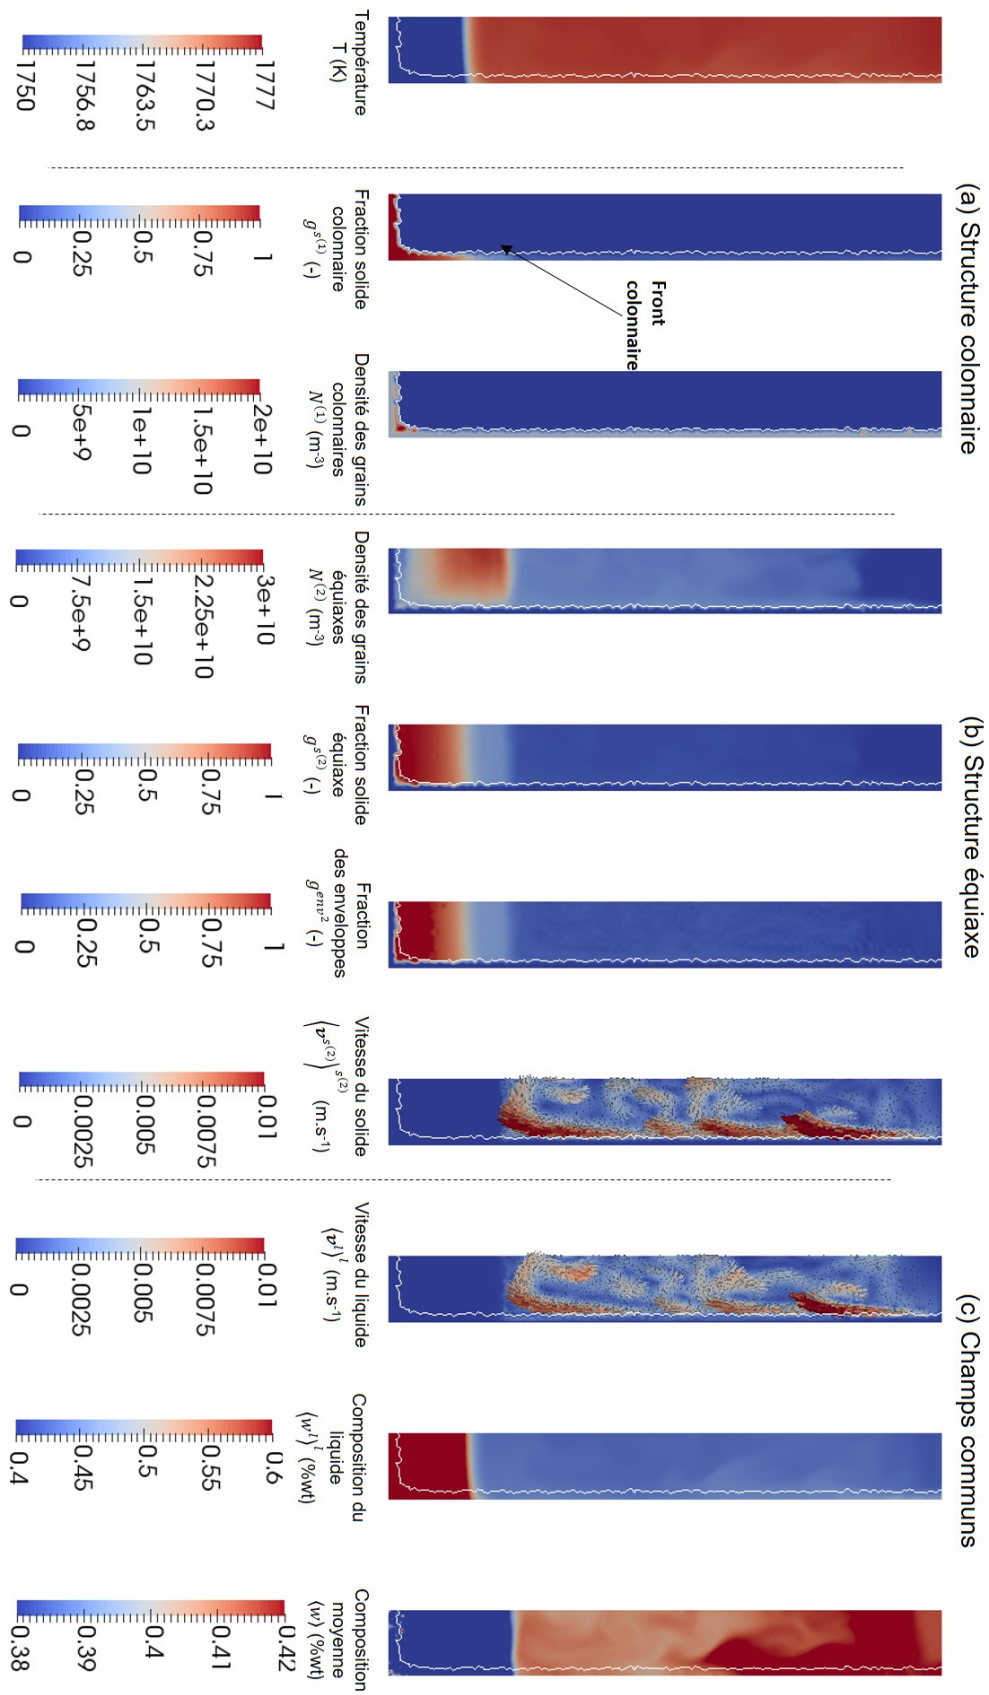 (a) Structure colonnaire
Température
T (K)
1777
1770.3
1763.5
1756.8
1750
Front
colonnaire
Fraction solide
colonnaire
g^{s(1)} (-)
1
0.75
0.5
0.25
0
Densité des grains
colonnaires
N^{(1)} (m^{-3})
2e+10
1.5e+10
1e+10
5e+9
0
(b) Structure équiaxe
Densité des grains
équiaxes
N^{(2)} (m^{-3})
3e+10
2.25e+10
1.5e+10
7.5e+9
0
Fraction solide
équiaxe
g^{s(2)} (-)
1
0.75
0.5
0.25
0
Fraction
des enveloppes
g^{env^2} (-)
1
0.75
0.5
0.25
0
Vitesse du solide
⟨v^{s(2)}⟩^{s(2)} (m.s^{-1})
0.01
0.0075
0.005
0.0025
0
(c) Champs communs
Vitesse du liquide
⟨v^l⟩^l (m.s^{-1})
0.01
0.0075
0.005
0.0025
0
Composition du
liquide
⟨w^l⟩^l (%wt)
0.6
0.55
0.5
0.45
0.4
Composition
moyenne
⟨w⟩ (%wt)
0.42
0.41
0.4
0.39
0.38